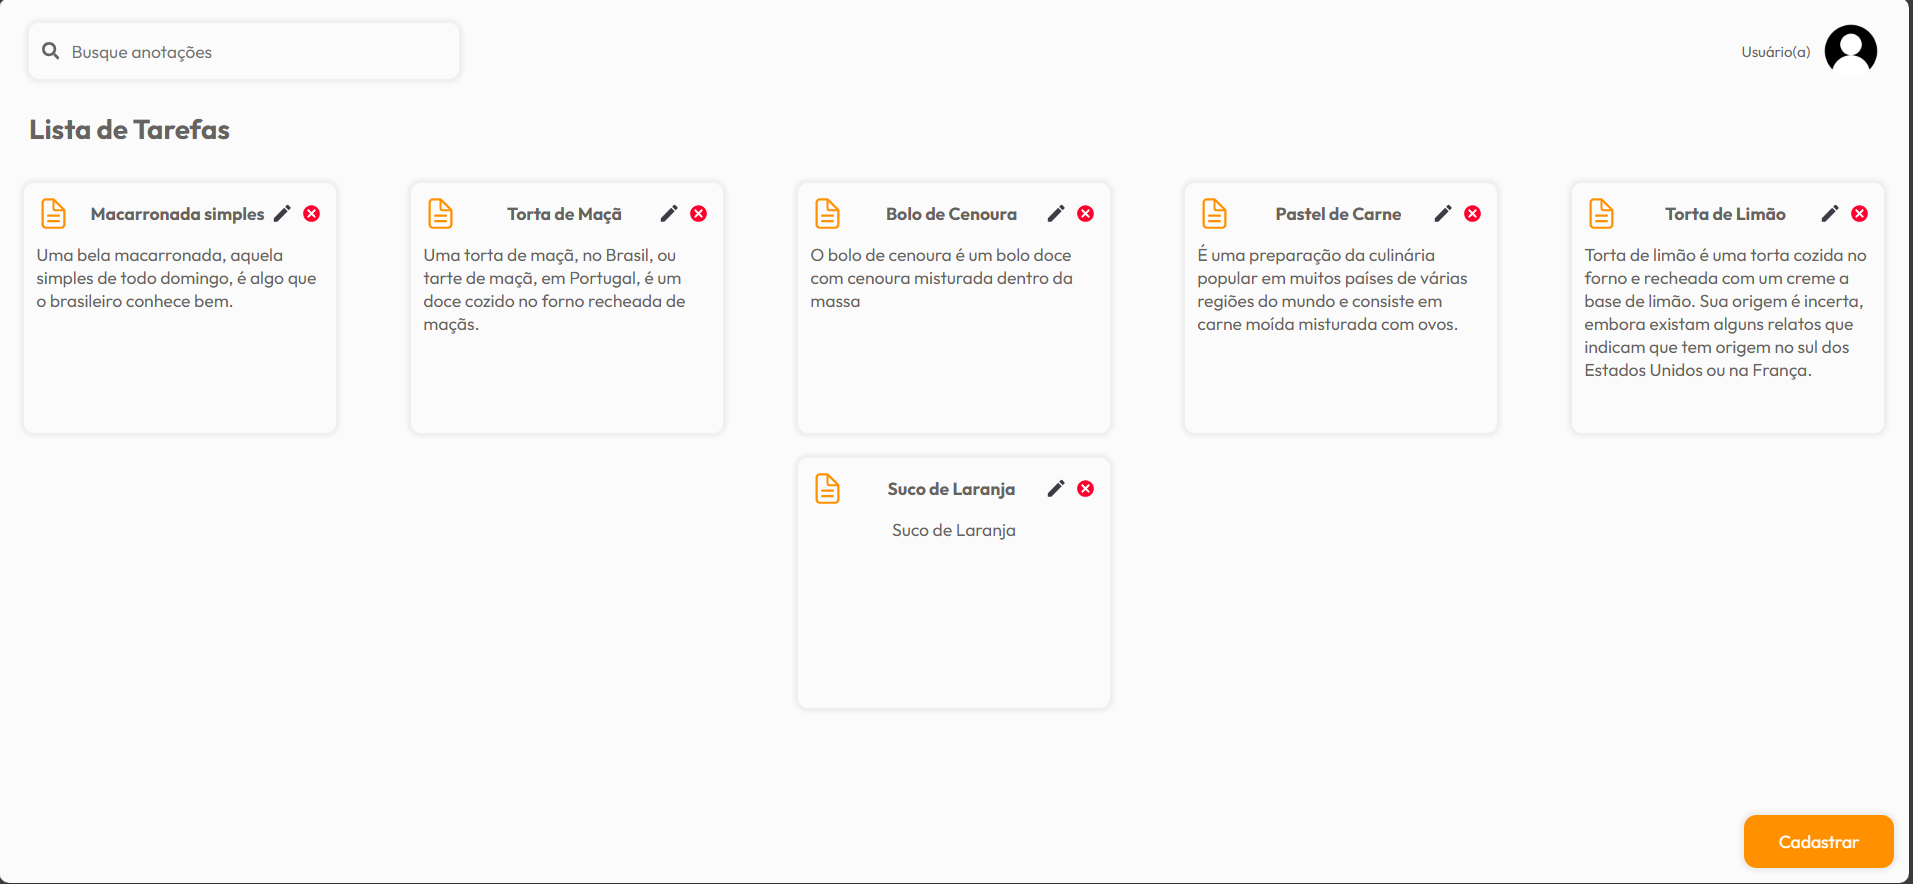 Busque anotações
Usuário(a)
Lista de Tarefas
Macarronada simples
Uma bela macarronada, aquela
simples de todo domingo, é algo que
o brasileiro conhece bem.
Torta de Maçã
Uma torta de maçã, no Brasil, ou
tarte de maçã, em Portugal, é um
doce cozido no forno recheada de
maçãs.
Bolo de Cenoura
O bolo de cenoura é um bolo doce
com cenoura misturada dentro da
massa
Pastel de Carne
É uma preparação da culinária
popular em muitos países de várias
regiões do mundo e consiste em
carne moída misturada com ovos.
Torta de Limão
Torta de limão é uma torta cozida no
forno e recheada com um creme a
base de limão. Sua origem é incerta,
embora existam alguns relatos que
indicam que tem origem no sul dos
Estados Unidos ou na França.
Suco de Laranja
Suco de Laranja
Cadastrar